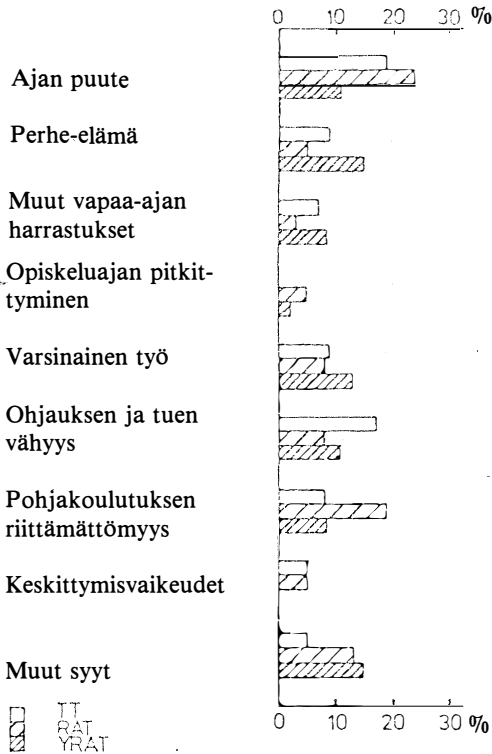 0 10 20 30 %
Ajan puute
Perhe-elämä
Muut vapaa-ajan
harrastukset
Opiskeluajan pitkit-
tyminen
Varsinainen työ
Ohjauksen ja tuen
vähyys
Pohjakoulutuksen
riittämättömyys
Keskittymisvaikeudet
Muut syyt
0 10 20 30 %
TT
RAT
YRAT